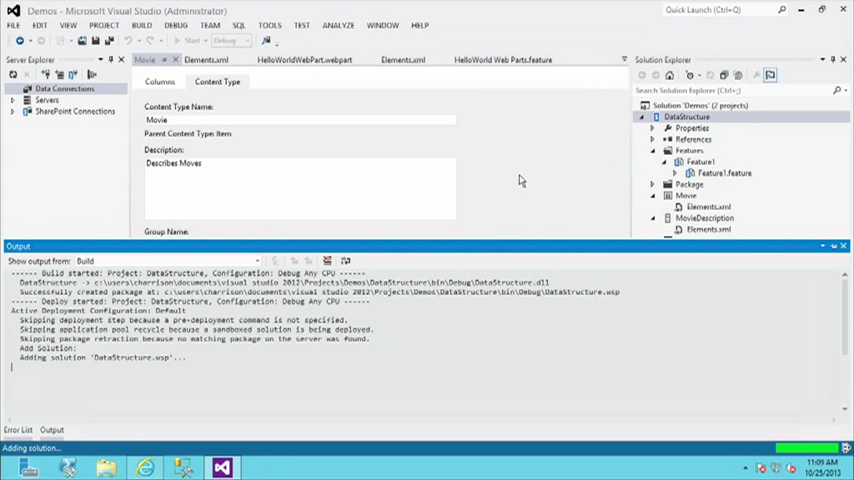 Demos - Microsoft Visual Studio (Administrator)
Quick Launch (Ctrl+Q)
FILE EDIT VIEW PROJECT BUILD DEBUG TEAM SQL TOOLS TEST ANALYZE WINDOW HELP
Start Debug
Server Explorer
Movie Elements.xml HelloWorldWebPart.webpart Elements.xml HelloWorld Web Parts.feature
Solution Explorer
Columns Content Type
Data Connections
Servers
SharePoint Connections
Content Type Name:
Movie
Parent Content Type: Item
Description:
Describes Moves
Group Name:
Search Solution Explorer (Ctrl+;)
Solution 'Demos' (2 projects)
DataStructure
Properties
References
Features
Feature1
Feature1.feature
Package
Movie
Elements.xml
MovieDescription
Elements.xml
Output
Show output from: Build
------ Build started: Project: DataStructure, Configuration: Debug Any CPU ------
DataStructure -> c:\users\charrison\documents\visual studio 2012\Projects\Demos\DataStructure\bin\Debug\DataStructure.dll
Successfully created package at: c:\users\charrison\documents\visual studio 2012\Projects\Demos\DataStructure\bin\Debug\DataStructure.wsp
------ Deploy started: Project: DataStructure, Configuration: Debug Any CPU ------
Active Deployment Configuration: Default
Skipping deployment step because a pre-deployment command is not specified.
Skipping application pool recycle because a sandboxed solution is being deployed.
Skipping package retraction because no matching package on the server was found.
Add Solution:
Adding solution 'DataStructure.wsp'...
Error List Output
Adding solution...
11:09 AM
10/25/2013